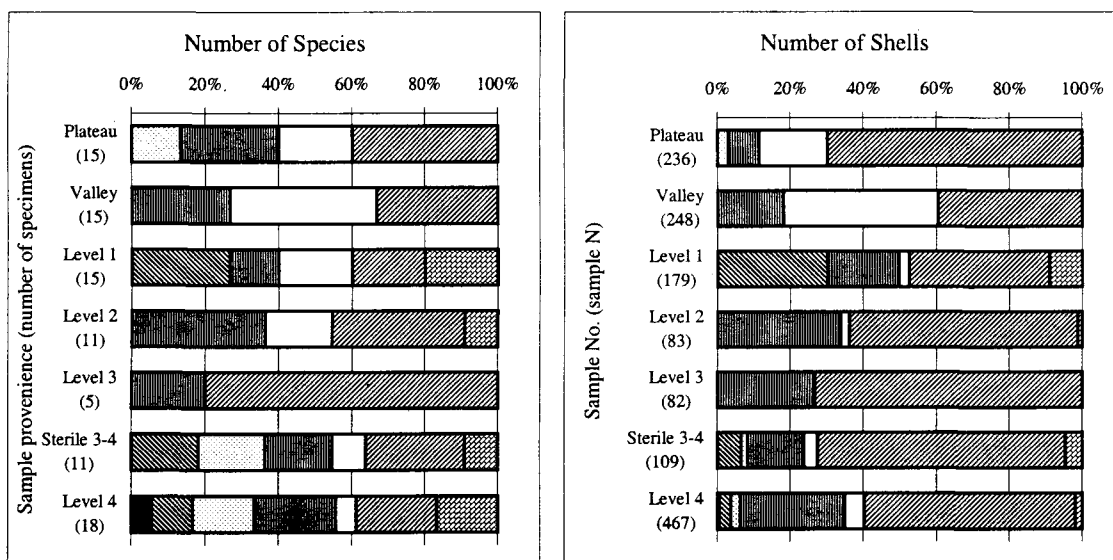 Number of Species
0% 20% 40% 60% 80% 100%
Sample provenience (number of specimens)
Plateau
(15)
Valley
(15)
Level 1
(15)
Level 2
(11)
Level 3
(5)
Sterile 3-4
(11)
Level 4
(18)
Number of Shells
0% 20% 40% 60% 80% 100%
Sample No. (sample N)
Plateau
(236)
Valley
(248)
Level 1
(179)
Level 2
(83)
Level 3
(82)
Sterile 3-4
(109)
Level 4
(467)